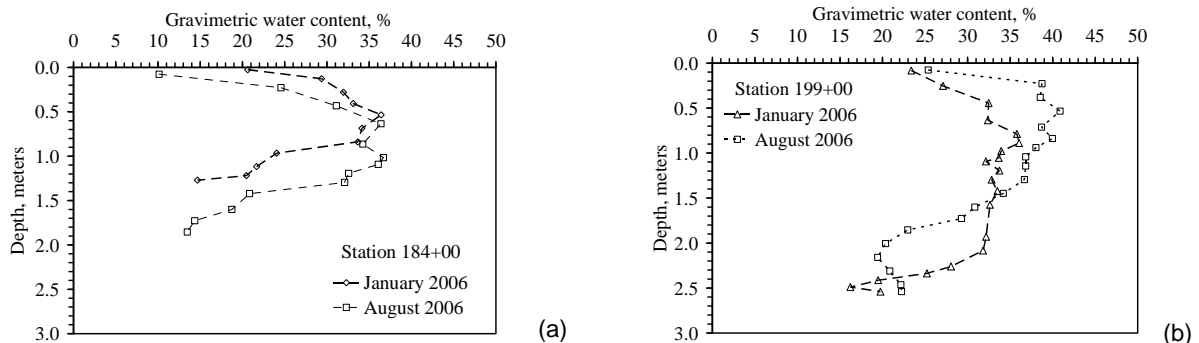 Gravimetric water content, %
0 5 10 15 20 25 30 35 40 45 50
0.0
0.5
1.0
1.5
2.0
2.5
3.0
Depth, meters
Station 184+00
January 2006
August 2006
(a)
Gravimetric water content, %
0 5 10 15 20 25 30 35 40 45 50
0.0
0.5
1.0
1.5
2.0
2.5
3.0
Depth, meters
Station 199+00
January 2006
August 2006
(b)